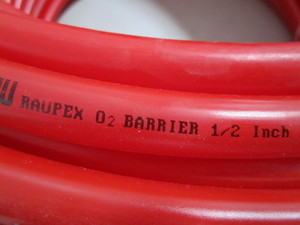 W RAUPEX O2 BARRIER 1/2 Inch